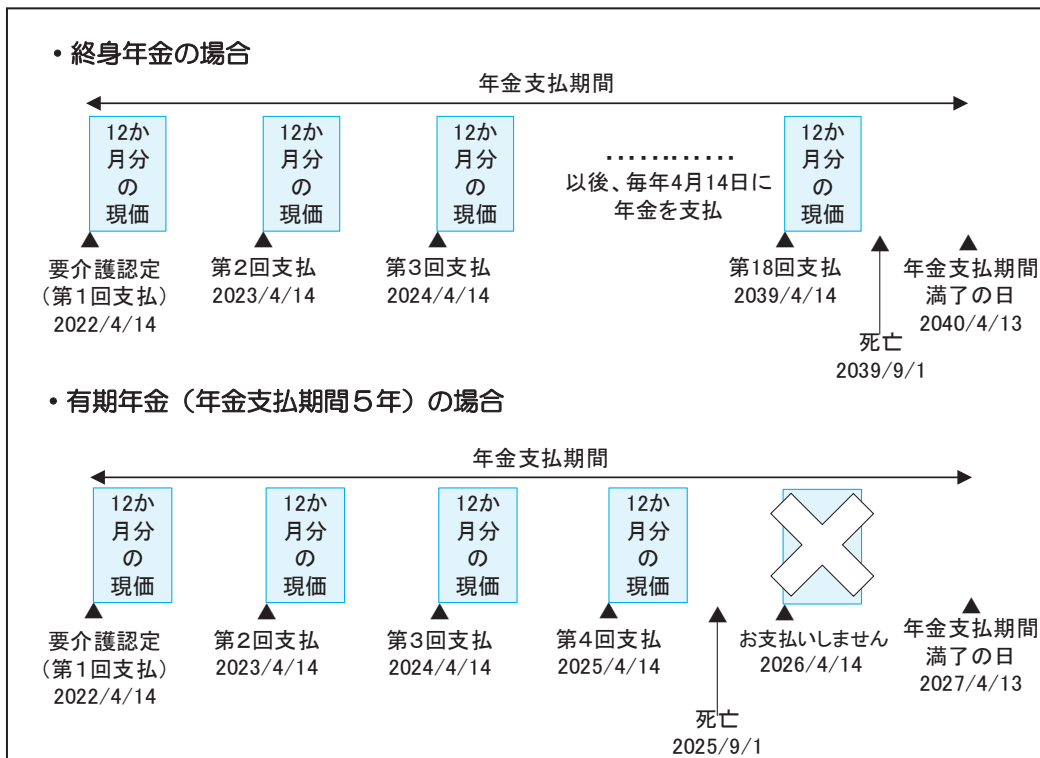 ・終身年金の場合
年金支払期間
12か
月分
の
現価
12か
月分
の
現価
12か
月分
の
現価
‥‥‥‥‥‥
以後、毎年4月14日に
年金を支払
12か
月分
の
現価
要介護認定
(第1回支払)
2022/4/14
第2回支払
2023/4/14
第3回支払
2024/4/14
第18回支払
2039/4/14
死亡
2039/9/1
年金支払期間
満了の日
2040/4/13
・有期年金（年金支払期間５年）の場合
年金支払期間
12か
月分
の
現価
12か
月分
の
現価
12か
月分
の
現価
12か
月分
の
現価
要介護認定
(第1回支払)
2022/4/14
第2回支払
2023/4/14
第3回支払
2024/4/14
第4回支払
2025/4/14
死亡
2025/9/1
お支払いしません
2026/4/14
年金支払期間
満了の日
2027/4/13